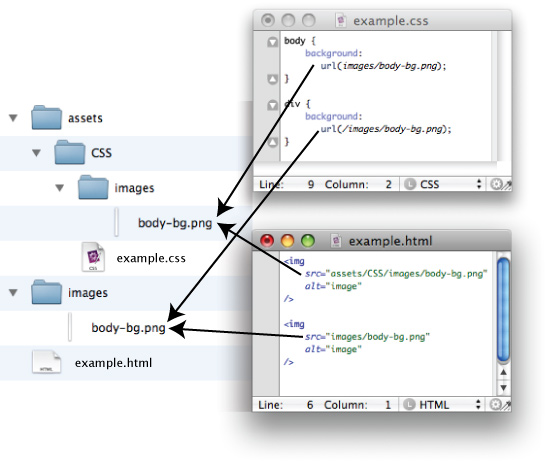 example.css
body {
background:
url(images/body-bg.png);
}
div {
background:
url(/images/body-bg.png);
}
Line: 9 Column: 2 L CSS
assets
CSS
images
body-bg.png
CSS
example.css
images
body-bg.png
HTML
example.html
example.html
<img
src="assets/CSS/images/body-bg.png"
alt="image"
/>
<img
src="images/body-bg.png"
alt="image"
/>
Line: 6 Column: 1 L HTML